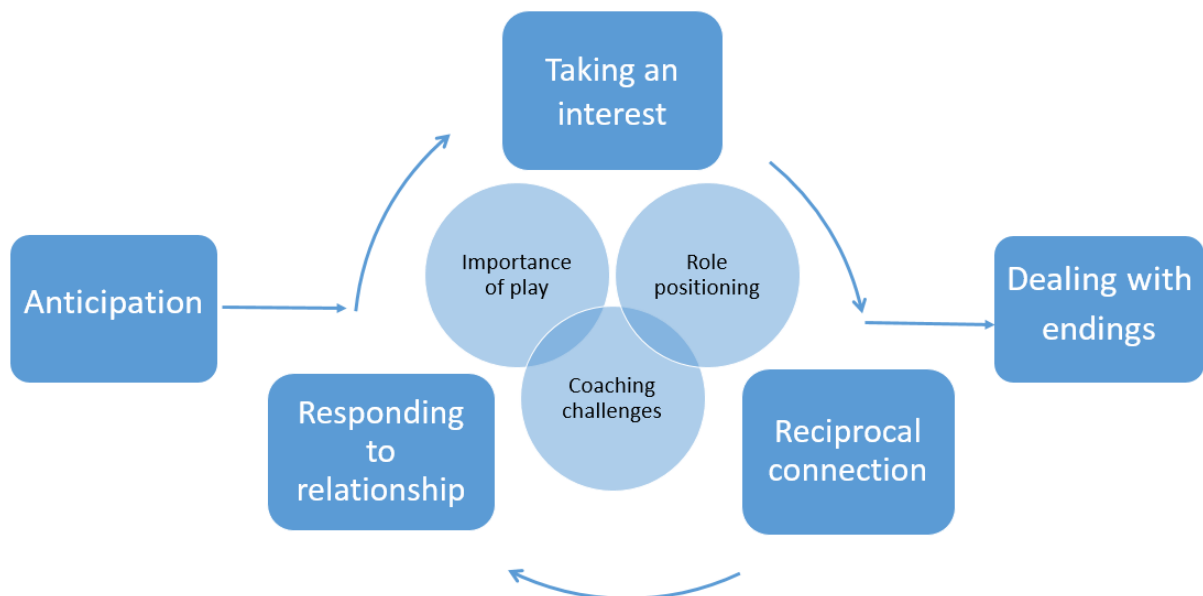 Taking an
interest
Importance
of play
Role
positioning
Anticipation
Dealing with
endings
Coaching
challenges
Responding
to
relationship
Reciprocal
connection